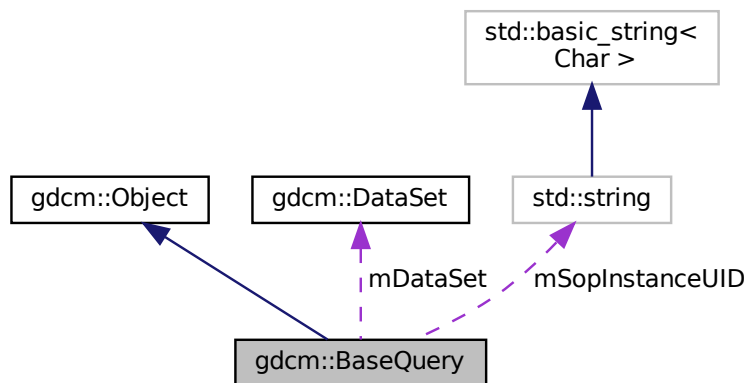 std::basic_string<
Char >
gdcm::Object
gdcm::DataSet
std::string
mDataSet
mSopInstanceUID
gdcm::BaseQuery